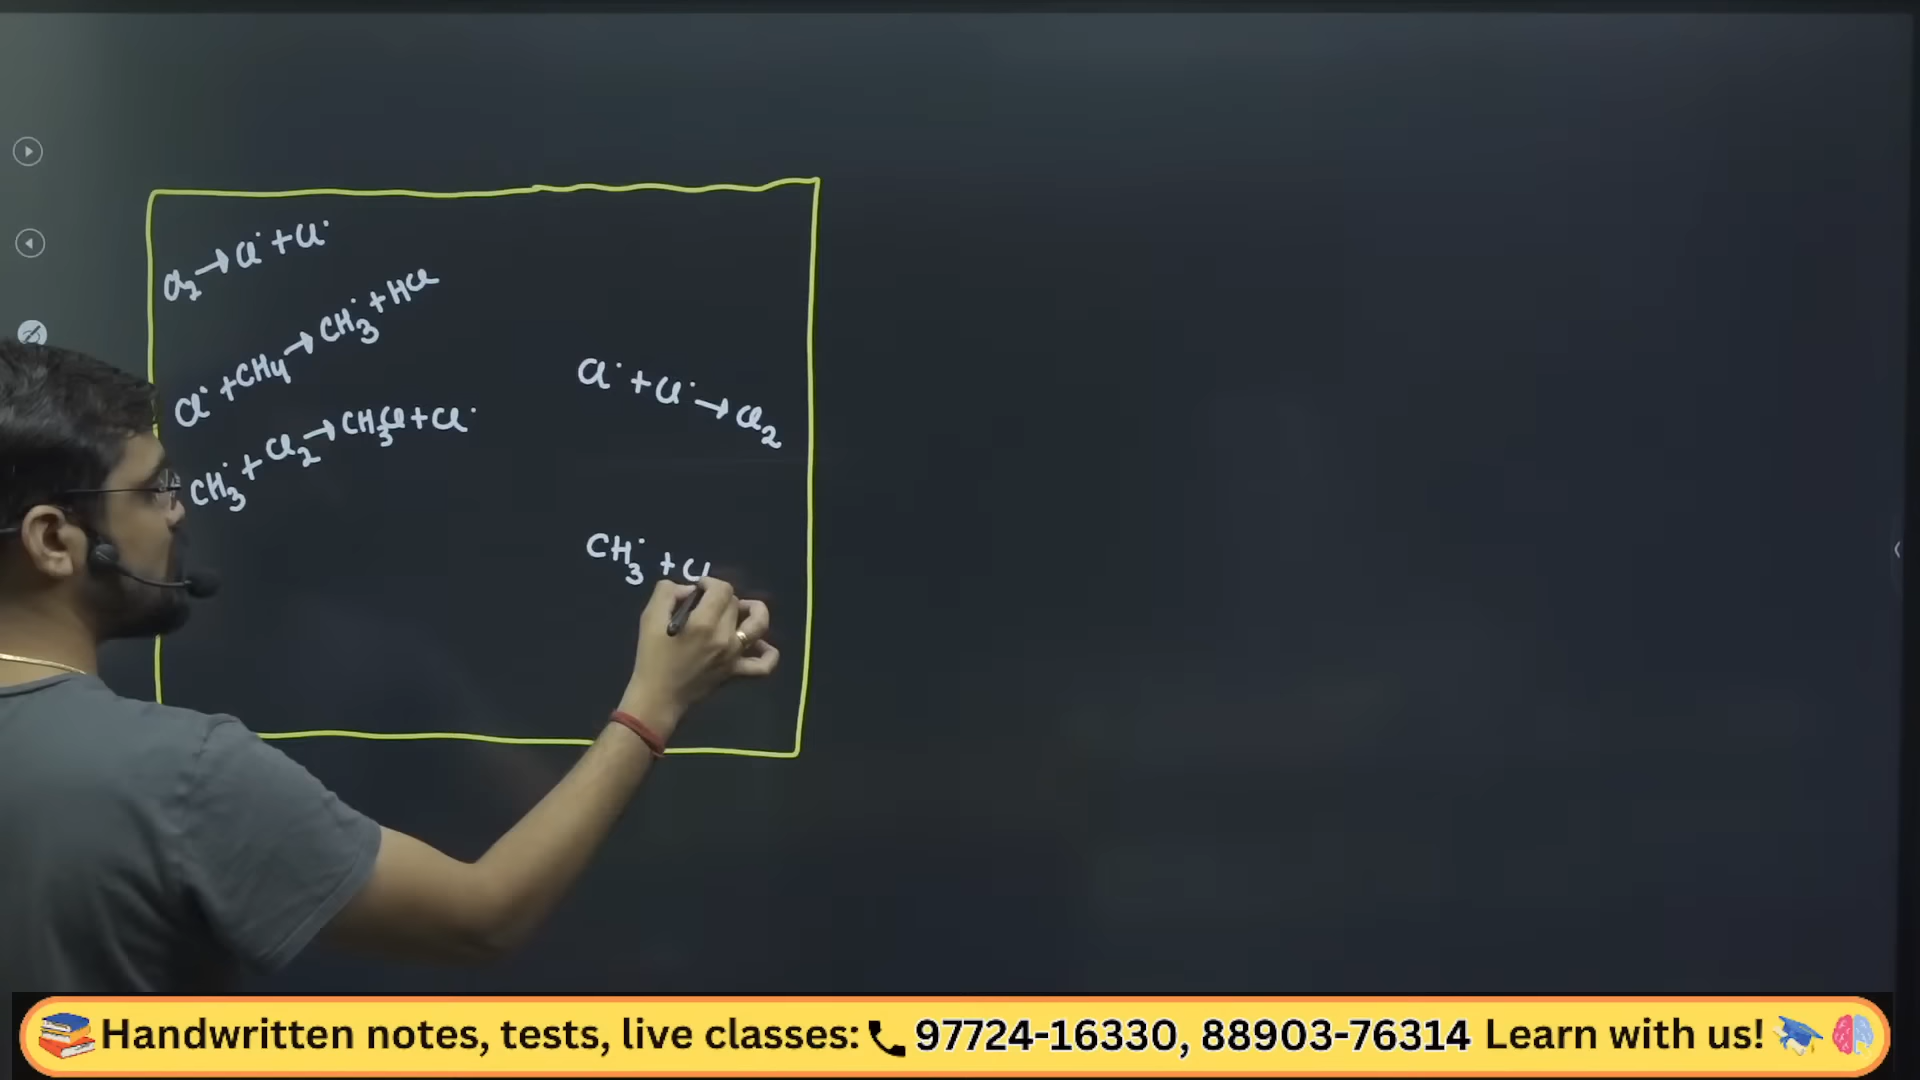 Cl₂ → Cl˙ + Cl˙
Cl˙ + CH₄ → CH₃˙ + HCl
CH₃˙ + Cl₂ → CH₃Cl + Cl˙
Cl˙ + Cl˙ → Cl₂
CH₃˙ + Cl
Handwritten notes, tests, live classes: 97724-16330, 88903-76314 Learn with us!